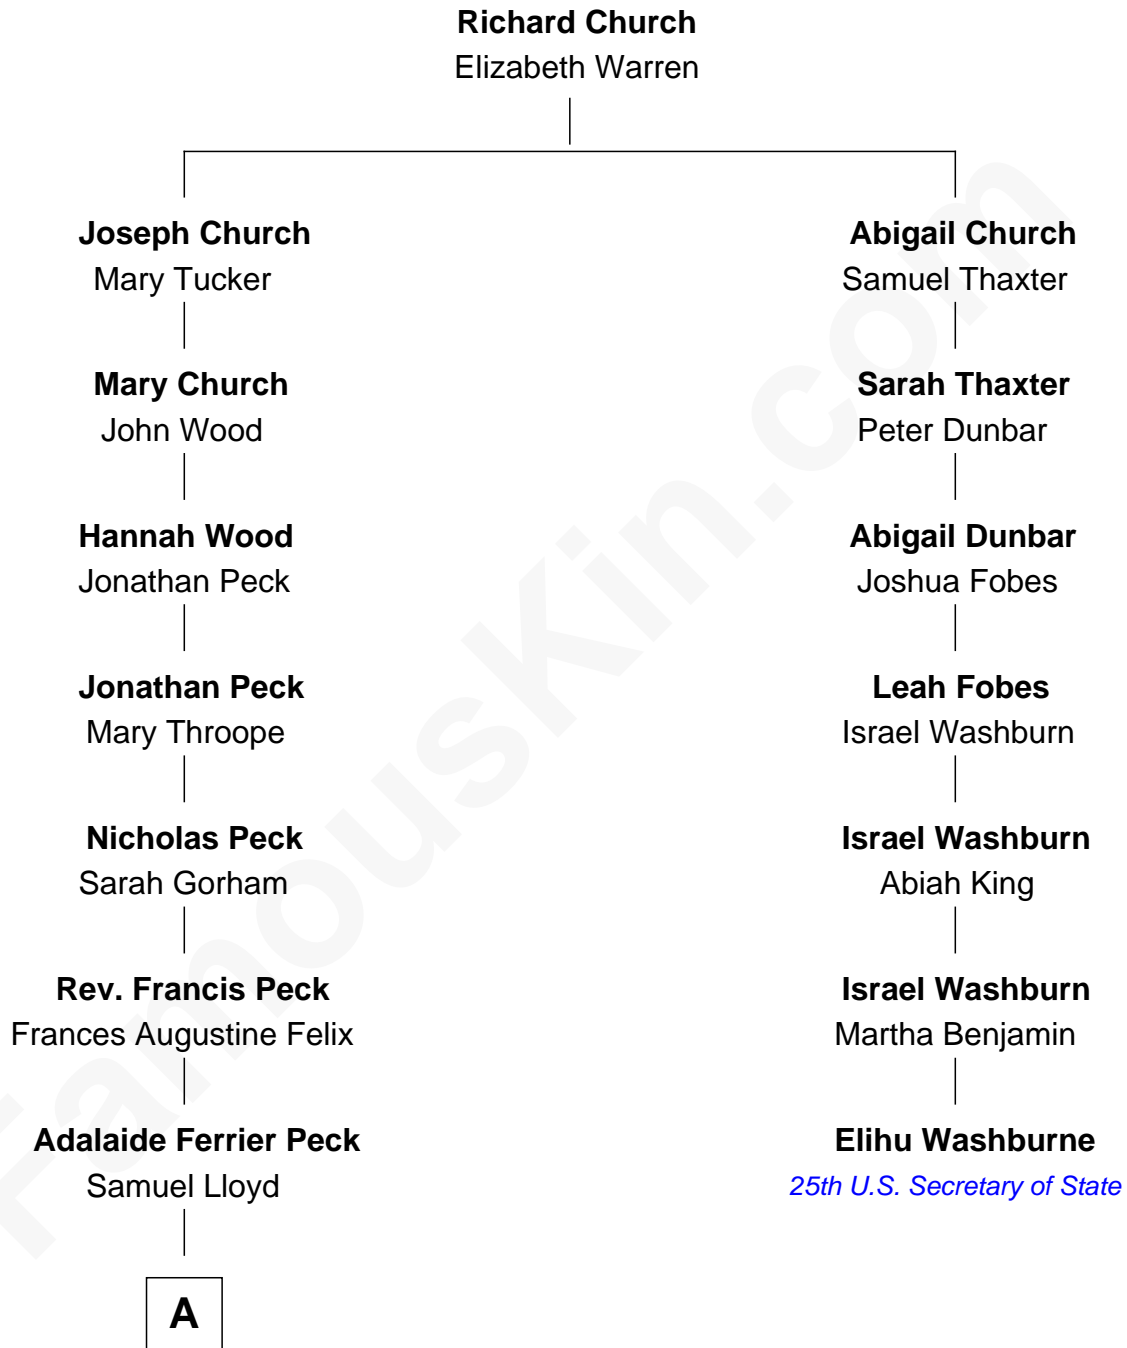 Richard Church
Elizabeth Warren
Joseph Church
Mary Tucker
Abigail Church
Samuel Thaxter
Mary Church
John Wood
Sarah Thaxter
Peter Dunbar
Hannah Wood
Jonathan Peck
Abigail Dunbar
Joshua Fobes
Jonathan Peck
Mary Throope
Leah Fobes
Israel Washburn
Nicholas Peck
Sarah Gorham
Israel Washburn
Abiah King
Rev. Francis Peck
Frances Augustine Felix
Israel Washburn
Martha Benjamin
Adalaide Ferrier Peck
Samuel Lloyd
Elihu Washburne
25th U.S. Secretary of State
A
FamousKin.com